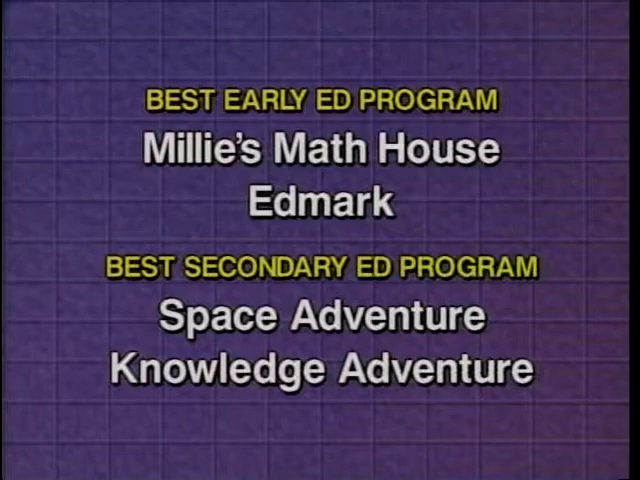 BEST EARLY ED PROGRAM
Millie's Math House
Edmark
BEST SECONDARY ED PROGRAM
Space Adventure
Knowledge Adventure